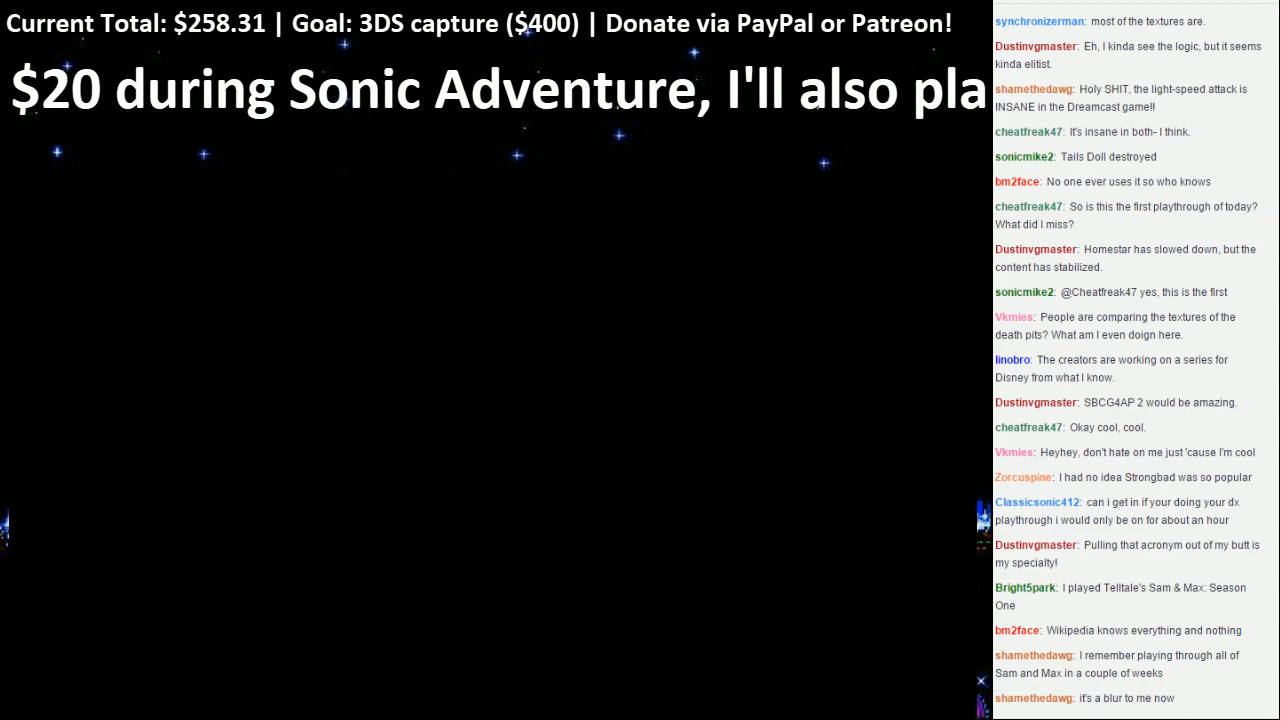 Current Total: $258.31 | Goal: 3DS capture ($400) | Donate via PayPal or Patreon!
$20 during Sonic Adventure, I'll also pla
synchronizerman: most of the textures are.
Dustinvgmaster: Eh, I kinda see the logic, but it seems
kinda elitist.
shamethedawg: Holy SHIT, the light-speed attack is
INSANE in the Dreamcast game!!
cheatfreak47: It's insane in both- I think.
sonicmike2: Tails Doll destroyed
bm2face: No one ever uses it so who knows
cheatfreak47: So is this the first playthrough of today?
What did I miss?
Dustinvgmaster: Homestar has slowed down, but the
content has stabilized.
sonicmike2: @Cheatfreak47 yes, this is the first
Vkmies: People are comparing the textures of the
death pits? What am I even doign here.
linobro: The creators are working on a series for
Disney from what I know.
Dustinvgmaster: SBCG4AP 2 would be amazing.
cheatfreak47: Okay cool, cool.
Vkmies: Heyhey, don't hate on me just 'cause I'm cool
Zorcuspine: I had no idea Strongbad was so popular
Classicsonic412: can i get in if your doing your dx
playthrough i would only be on for about an hour
Dustinvgmaster: Pulling that acronym out of my butt is
my specialty!
Bright5park: I played Telltale's Sam & Max: Season
One
bm2face: Wikipedia knows everything and nothing
shamethedawg: I remember playing through all of
Sam and Max in a couple of weeks
shamethedawg: it's a blur to me now